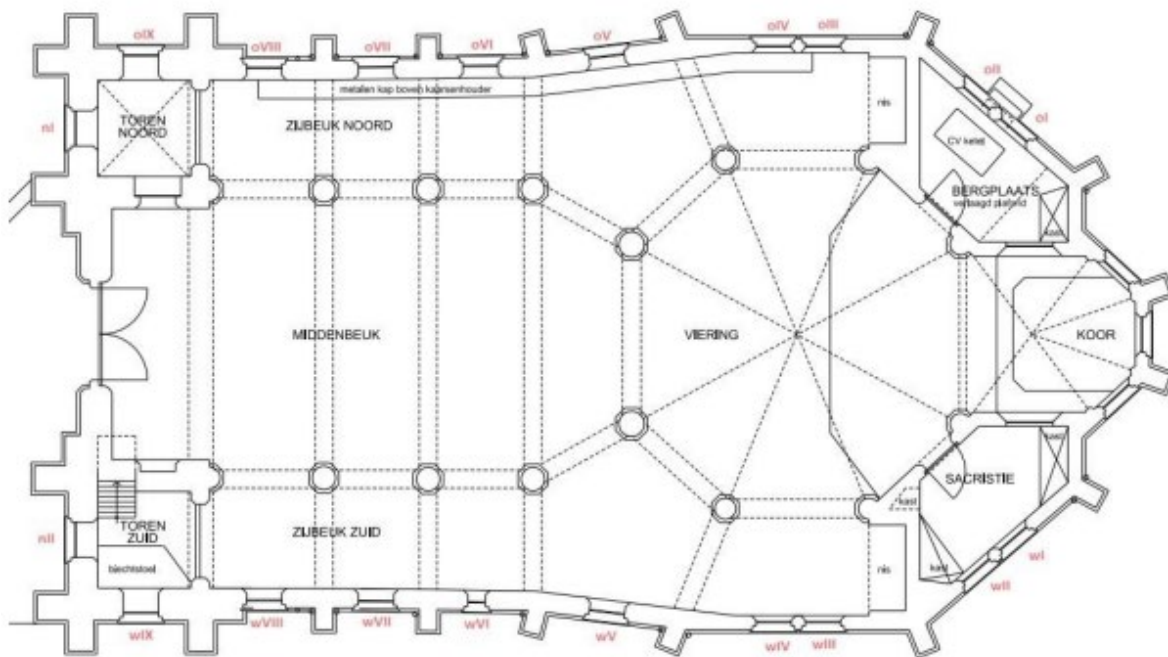 oIX
oVIII
oVII
oVI
oV
oIV
oIII
oII
oI
nI
TOREN
NOORD
metalen kap boven kaarsenhouder
ZIJBEUK NOORD
nis
CV ketel
BERGPLAATS
verlaagd plafond
kast
MIDDENBEUK
VIERING
KOOR
kast
SACRISTIE
kast
kast
nII
TOREN
ZUID
biechtstoel
ZIJBEUK ZUID
nis
wI
wII
wIX
wVIII
wVII
wVI
wV
wIV
wIII